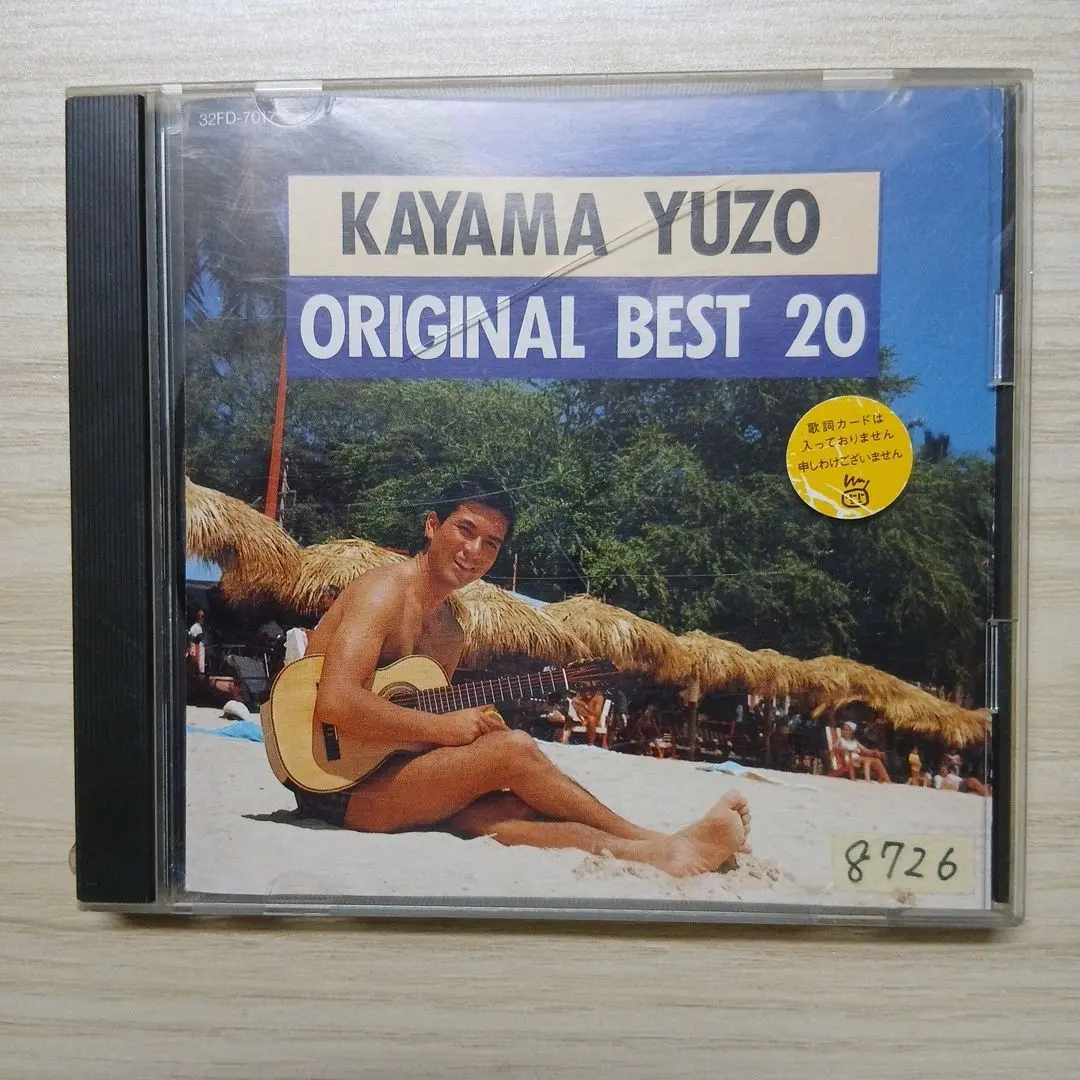 32FD-7017
KAYAMA YUZO
ORIGINAL BEST 20
歌詞カードは
入っておりません
申しわけございません
8726